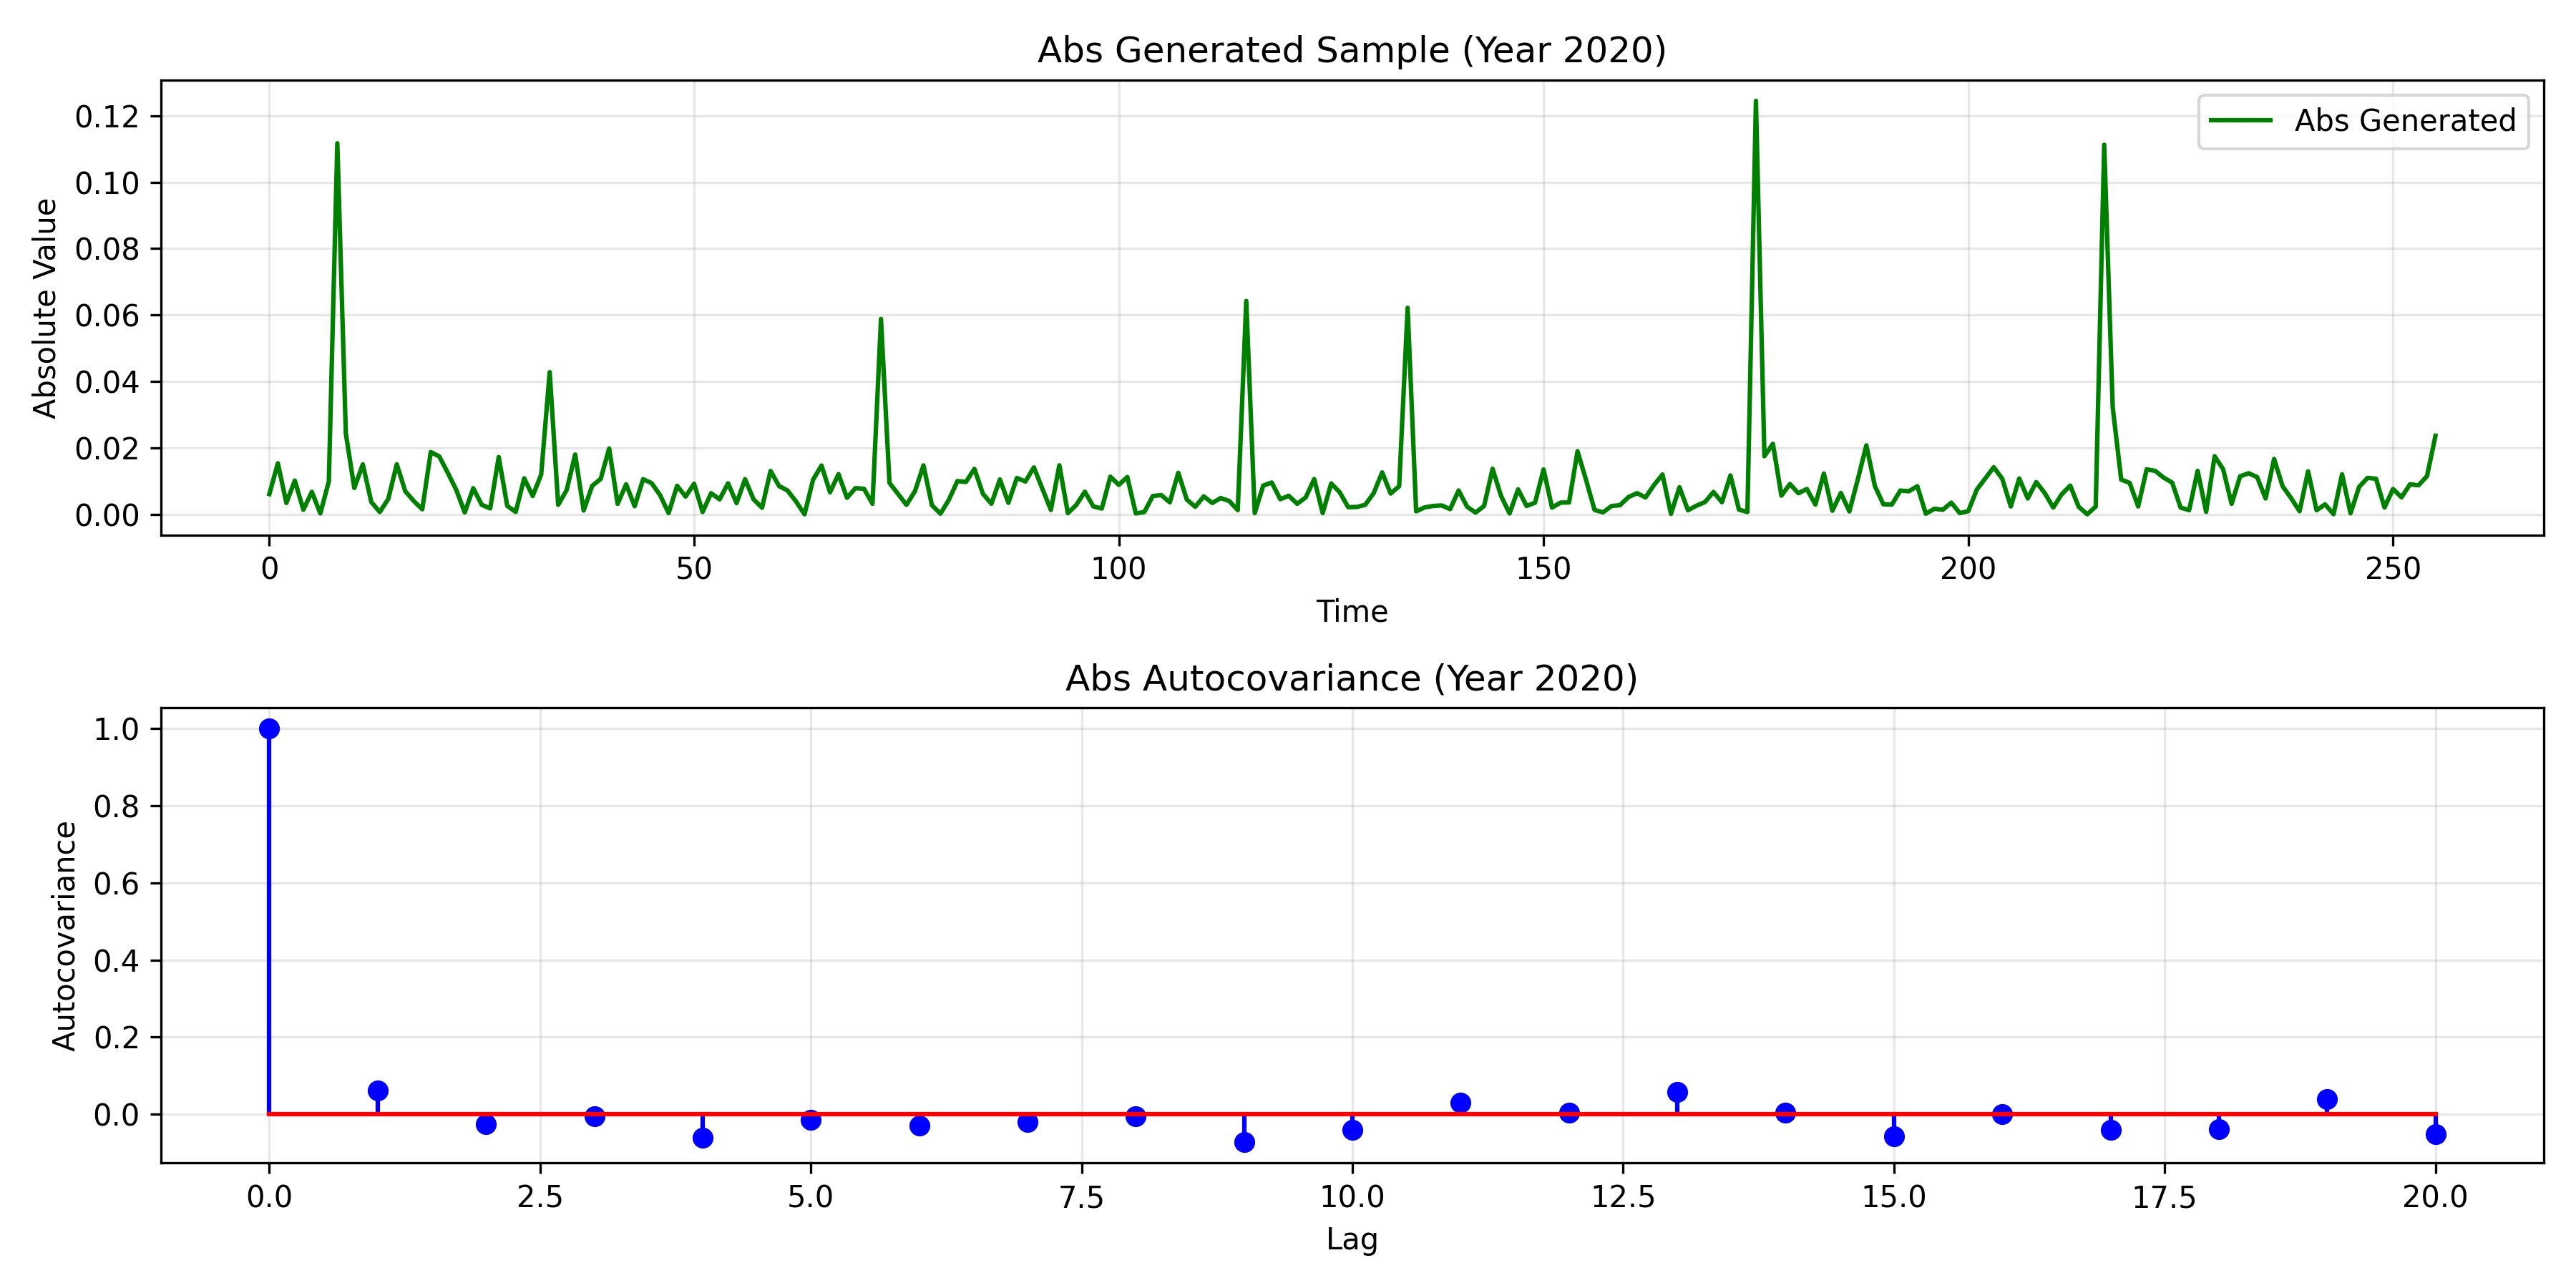 Abs Generated Sample (Year 2020)
0.12
0.10
0.08
0.06
0.04
0.02
0.00
Absolute Value
Abs Generated
0 50 100 150 200 250
Time
Abs Autocovariance (Year 2020)
1.0
0.8
0.6
0.4
0.2
0.0
Autocovariance
0.0 2.5 5.0 7.5 10.0 12.5 15.0 17.5 20.0
Lag